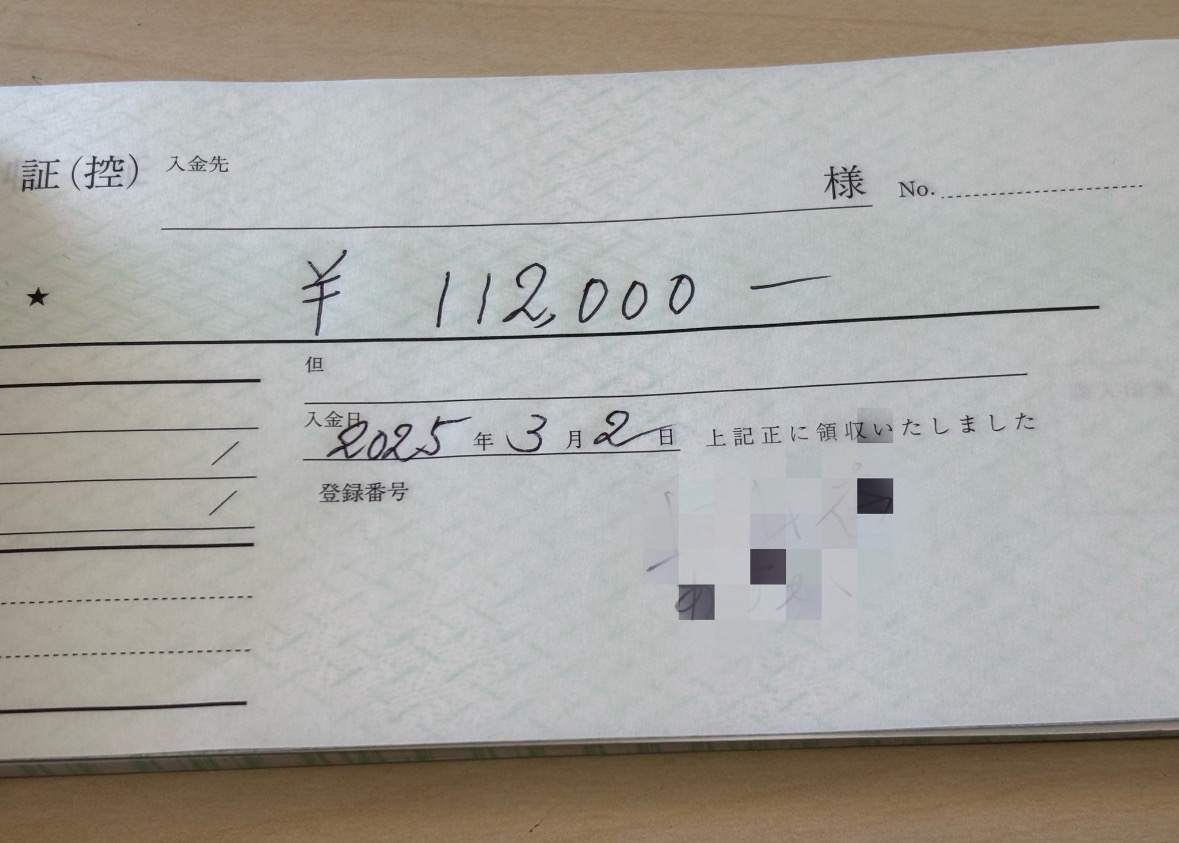 証(控) 入金先 様 No.
★ ¥ 112,000 —
但
入金日 2025 年 3 月 2 日 上記正に領収いたしました
登録番号